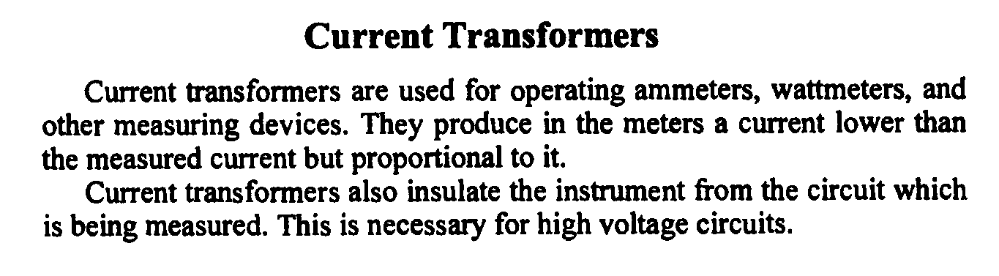 Current Transformers
Current transformers are used for operating ammeters, wattmeters, and
other measuring devices. They produce in the meters a current lower than
the measured current but proportional to it.
Current transformers also insulate the instrument from the circuit which
is being measured. This is necessary for high voltage circuits.